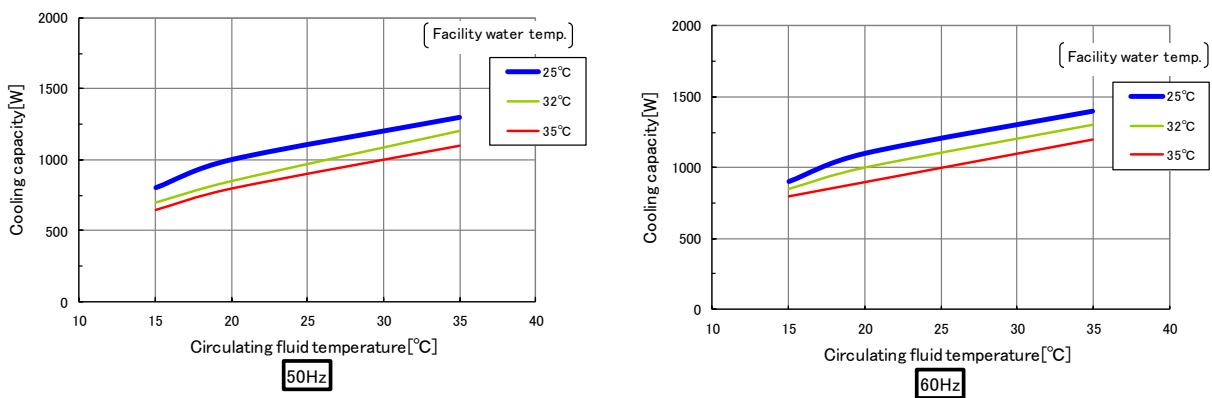 2000
1500
1000
500
0
Cooling capacity[W]
10 15 20 25 30 35 40
Circulating fluid temperature[℃]
50Hz
Facility water temp.
25℃
32℃
35℃
2000
1500
1000
500
0
Cooling capacity[W]
10 15 20 25 30 35 40
Circulating fluid temperature[℃]
60Hz
Facility water temp.
25℃
32℃
35℃